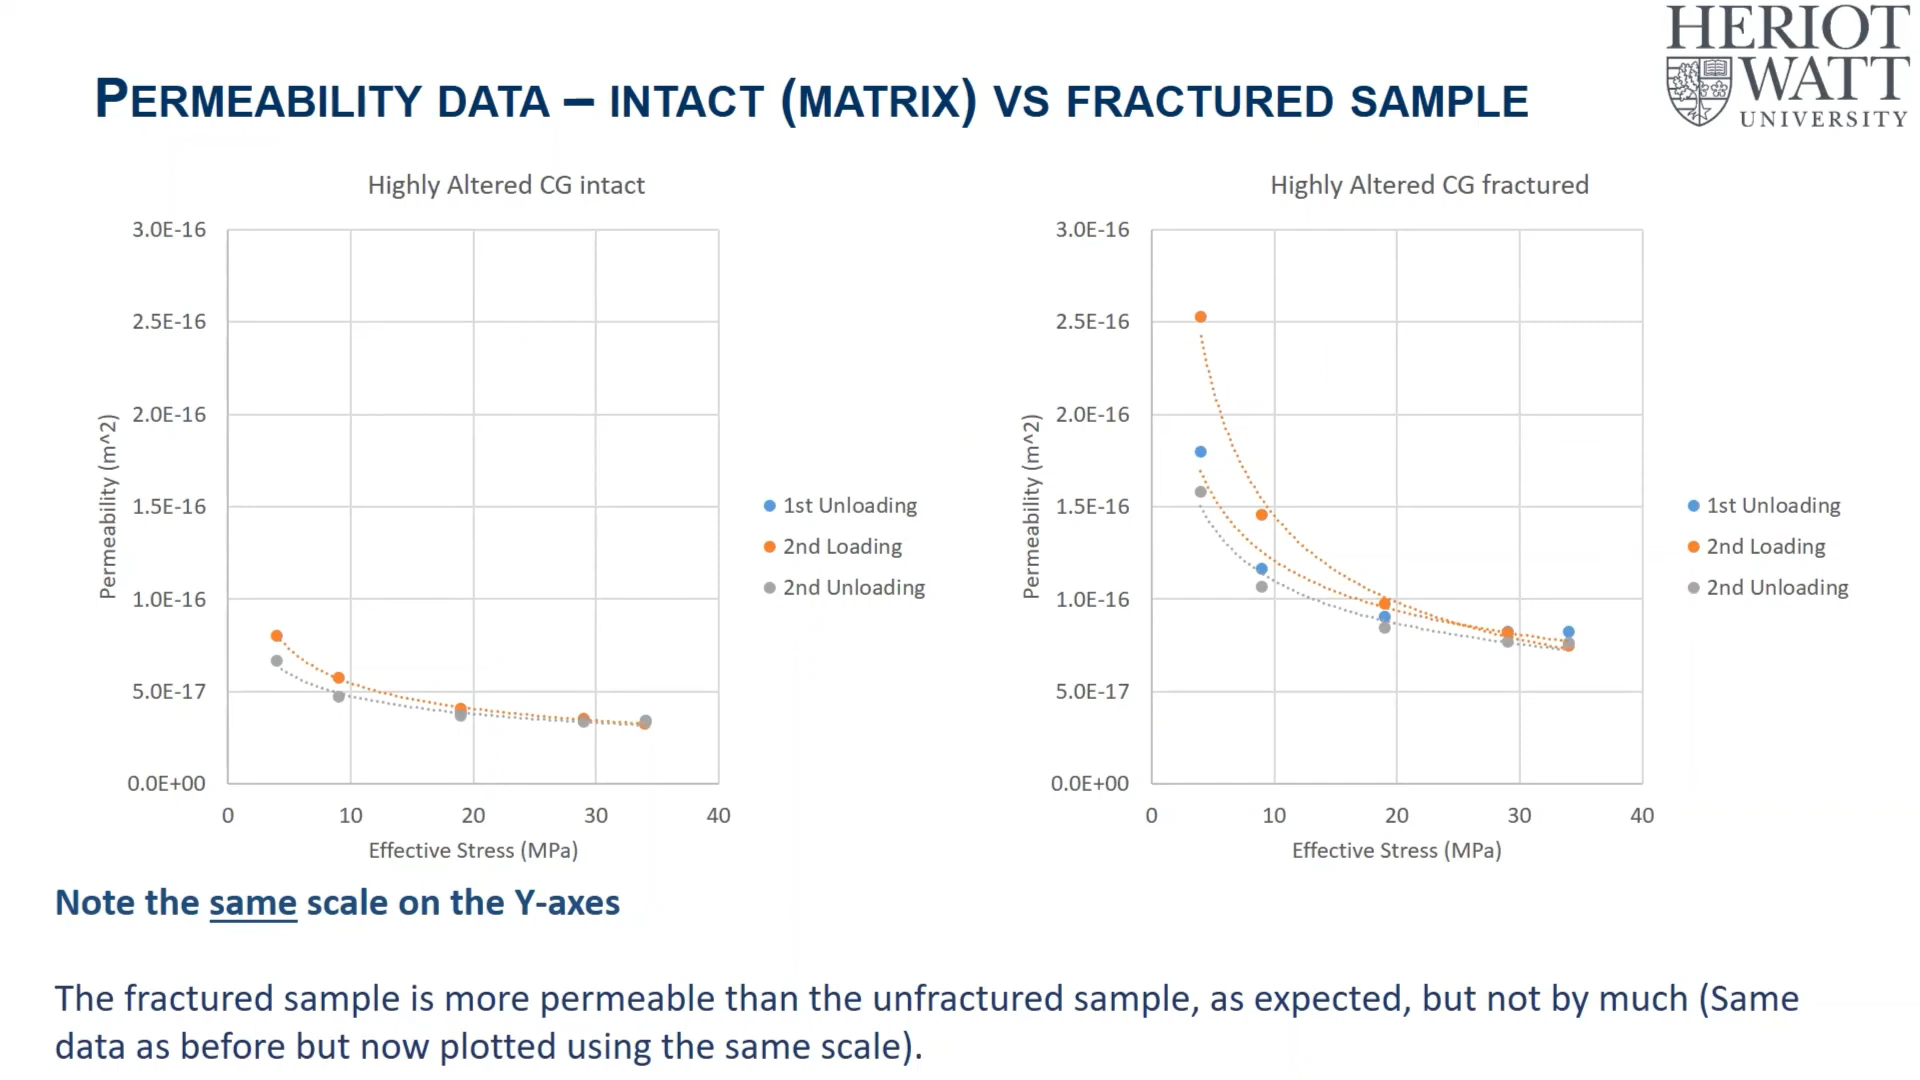 HERIOT
WATT
UNIVERSITY
PERMEABILITY DATA – INTACT (MATRIX) VS FRACTURED SAMPLE
Highly Altered CG intact
3.0E-16
2.5E-16
2.0E-16
1.5E-16
1.0E-16
5.0E-17
0.0E+00
Permeability (m^2)
0 10 20 30 40
Effective Stress (MPa)
1st Unloading
2nd Loading
2nd Unloading
Highly Altered CG fractured
3.0E-16
2.5E-16
2.0E-16
1.5E-16
1.0E-16
5.0E-17
0.0E+00
Permeability (m^2)
0 10 20 30 40
Effective Stress (MPa)
1st Unloading
2nd Loading
2nd Unloading
Note the same scale on the Y-axes
The fractured sample is more permeable than the unfractured sample, as expected, but not by much (Same
data as before but now plotted using the same scale).